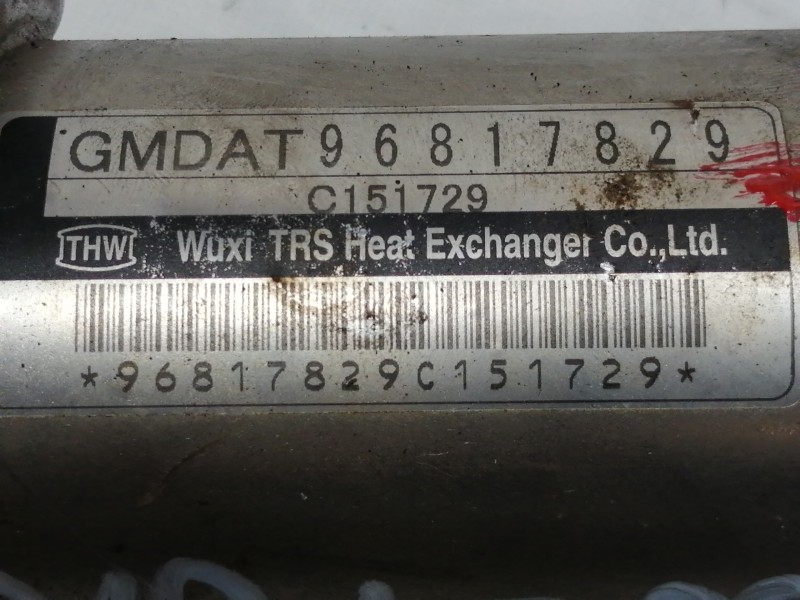 GMDAT 96817829
C151729
THW Wuxi TRS Heat Exchanger Co.,Ltd.
*96817829C151729*